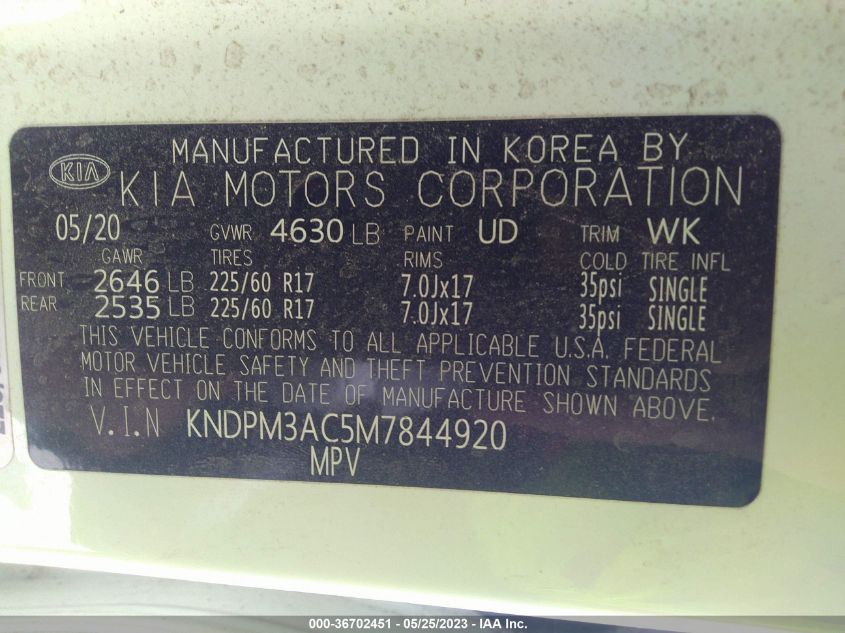 MANUFACTURED IN KOREA BY
KIA
KIA MOTORS CORPORATION
05/20 GVWR 4630 LB PAINT UD TRIM WK
GAWR TIRES RIMS COLD TIRE INFL
FRONT 2646 LB 225/60 R17 7.0Jx17 35psi SINGLE
REAR 2535 LB 225/60 R17 7.0Jx17 35psi SINGLE
THIS VEHICLE CONFORMS TO ALL APPLICABLE U.S.A. FEDERAL
MOTOR VEHICLE SAFETY AND THEFT PREVENTION STANDARDS
IN EFFECT ON THE DATE OF MANUFACTURE SHOWN ABOVE.
V.I.N KNDPM3AC5M7844920
MPV
000-36702451 - 05/25/2023 - IAA Inc.